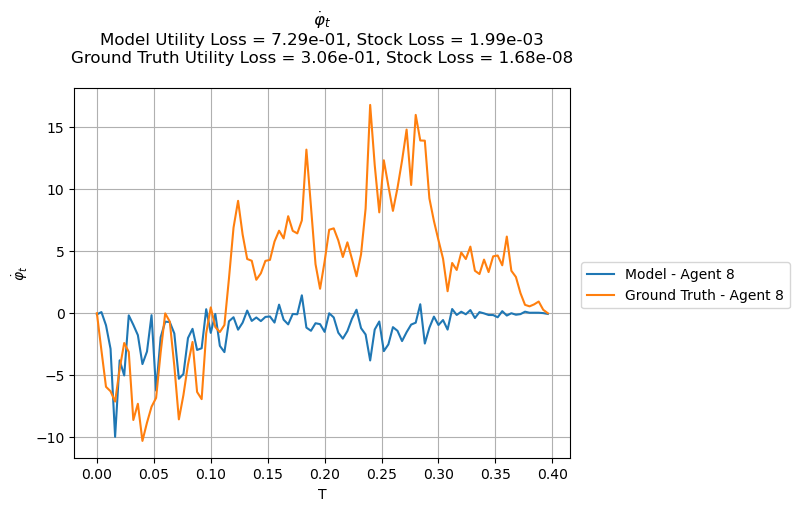 φ̇ₜ
Model Utility Loss = 7.29e-01, Stock Loss = 1.99e-03
Ground Truth Utility Loss = 3.06e-01, Stock Loss = 1.68e-08
15
10
5
0
−5
−10
φ̇ₜ
0.00 0.05 0.10 0.15 0.20 0.25 0.30 0.35 0.40
T
Model - Agent 8
Ground Truth - Agent 8